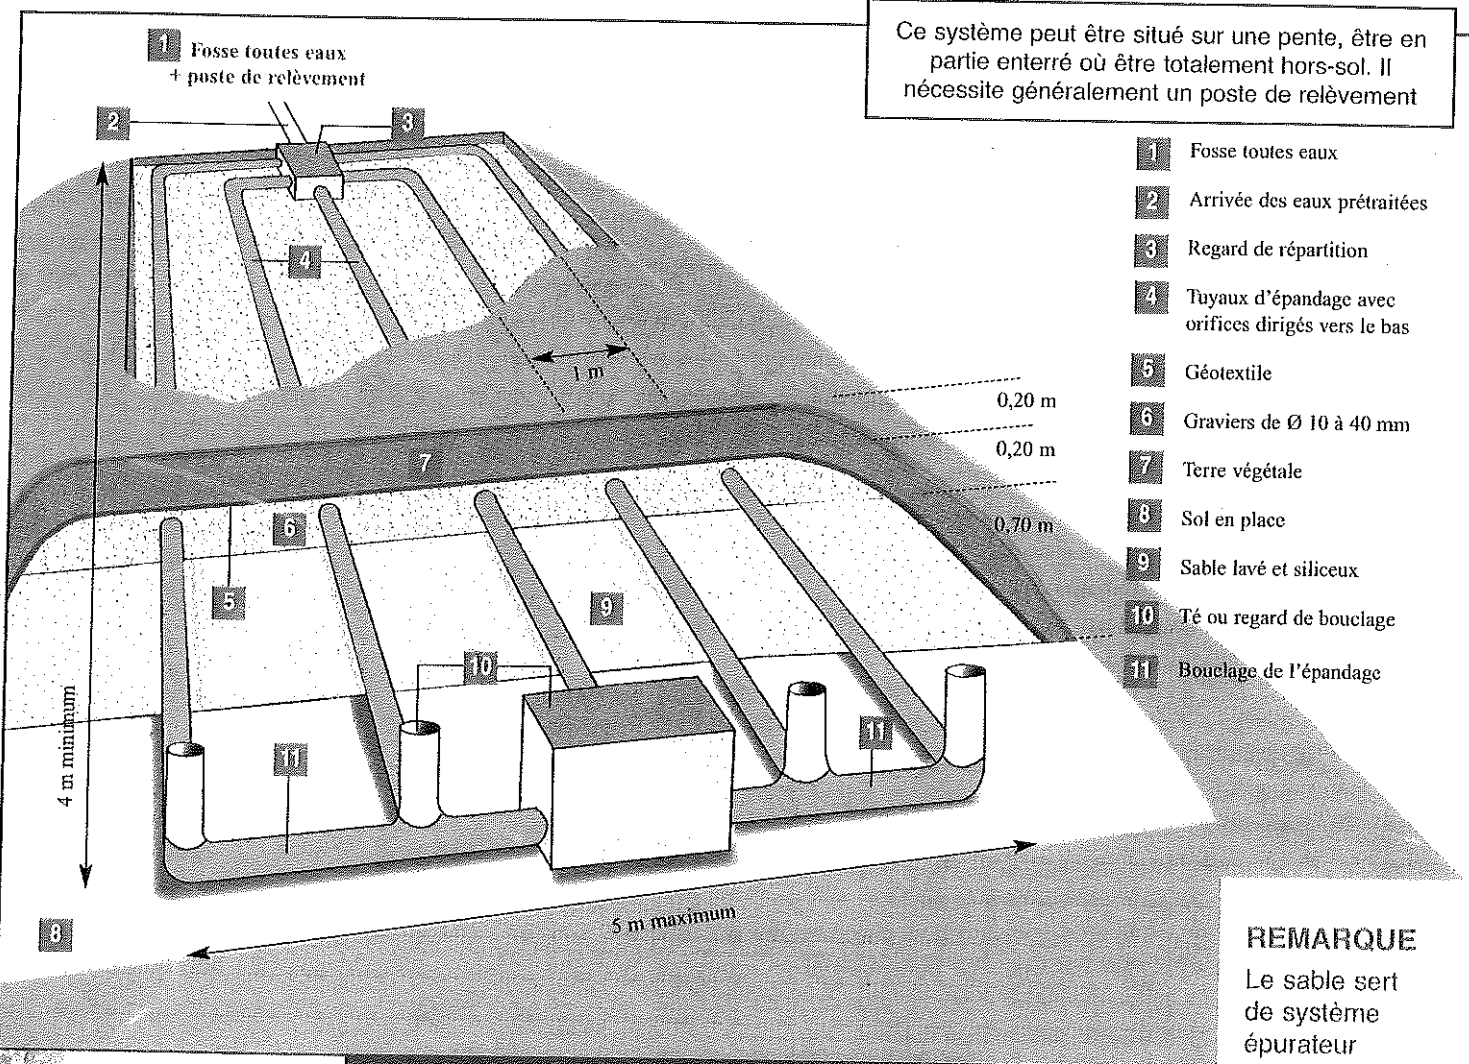 Ce système peut être situé sur une pente, être en
partie enterré où être totalement hors-sol. Il
nécessite généralement un poste de relèvement
1 Fosse toutes eaux
+ poste de relèvement
2
3
4
1 m
0,20 m
0,20 m
0,70 m
7
6
5
9
10
11
11
4 m minimum
5 m maximum
8
1 Fosse toutes eaux
2 Arrivée des eaux prétraitées
3 Regard de répartition
4 Tuyaux d'épandage avec
orifices dirigés vers le bas
5 Géotextile
6 Graviers de Ø 10 à 40 mm
7 Terre végétale
8 Sol en place
9 Sable lavé et siliceux
10 Té ou regard de bouclage
11 Bouclage de l'épandage
REMARQUE
Le sable sert
de système
épurateur